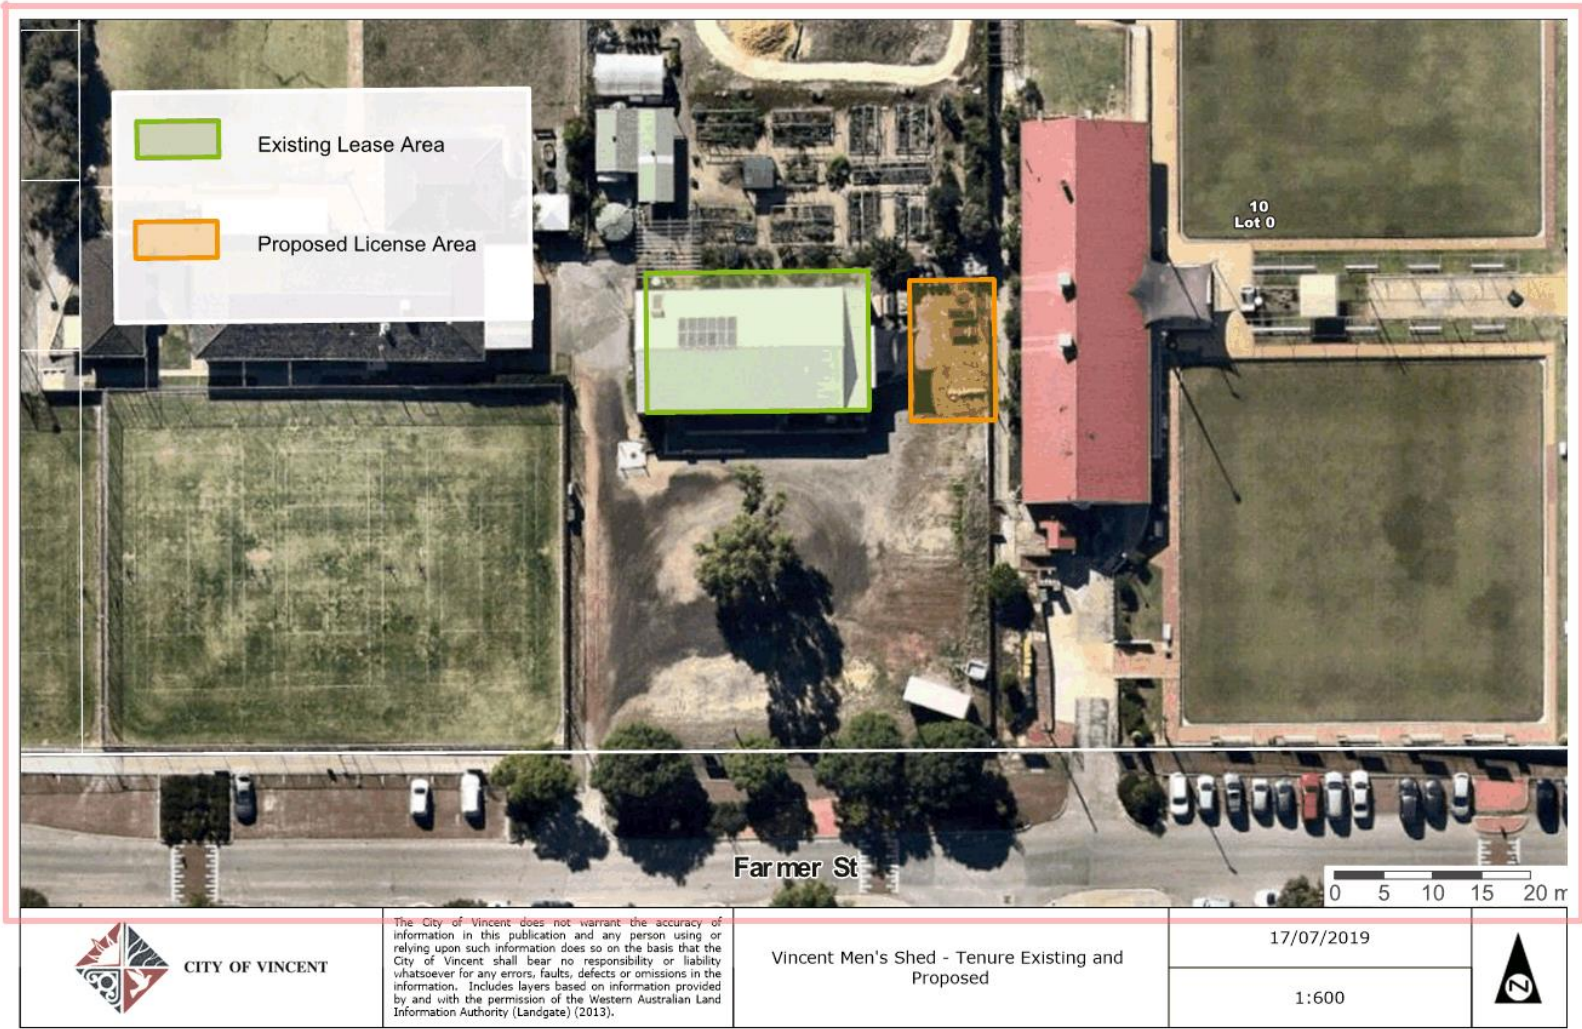 Existing Lease Area
Proposed License Area
10
Lot 0
Farmer St
0 5 10 15 20 m
CITY OF VINCENT
The City of Vincent does not warrant the accuracy of
information in this publication and any person using or
relying upon such information does so on the basis that the
City of Vincent shall bear no responsibility or liability
whatsoever for any errors, faults, defects or omissions in the
information. Includes layers based on information provided
by and with the permission of the Western Australian Land
Information Authority (Landgate) (2013).
Vincent Men's Shed - Tenure Existing and
Proposed
17/07/2019
1:600
N